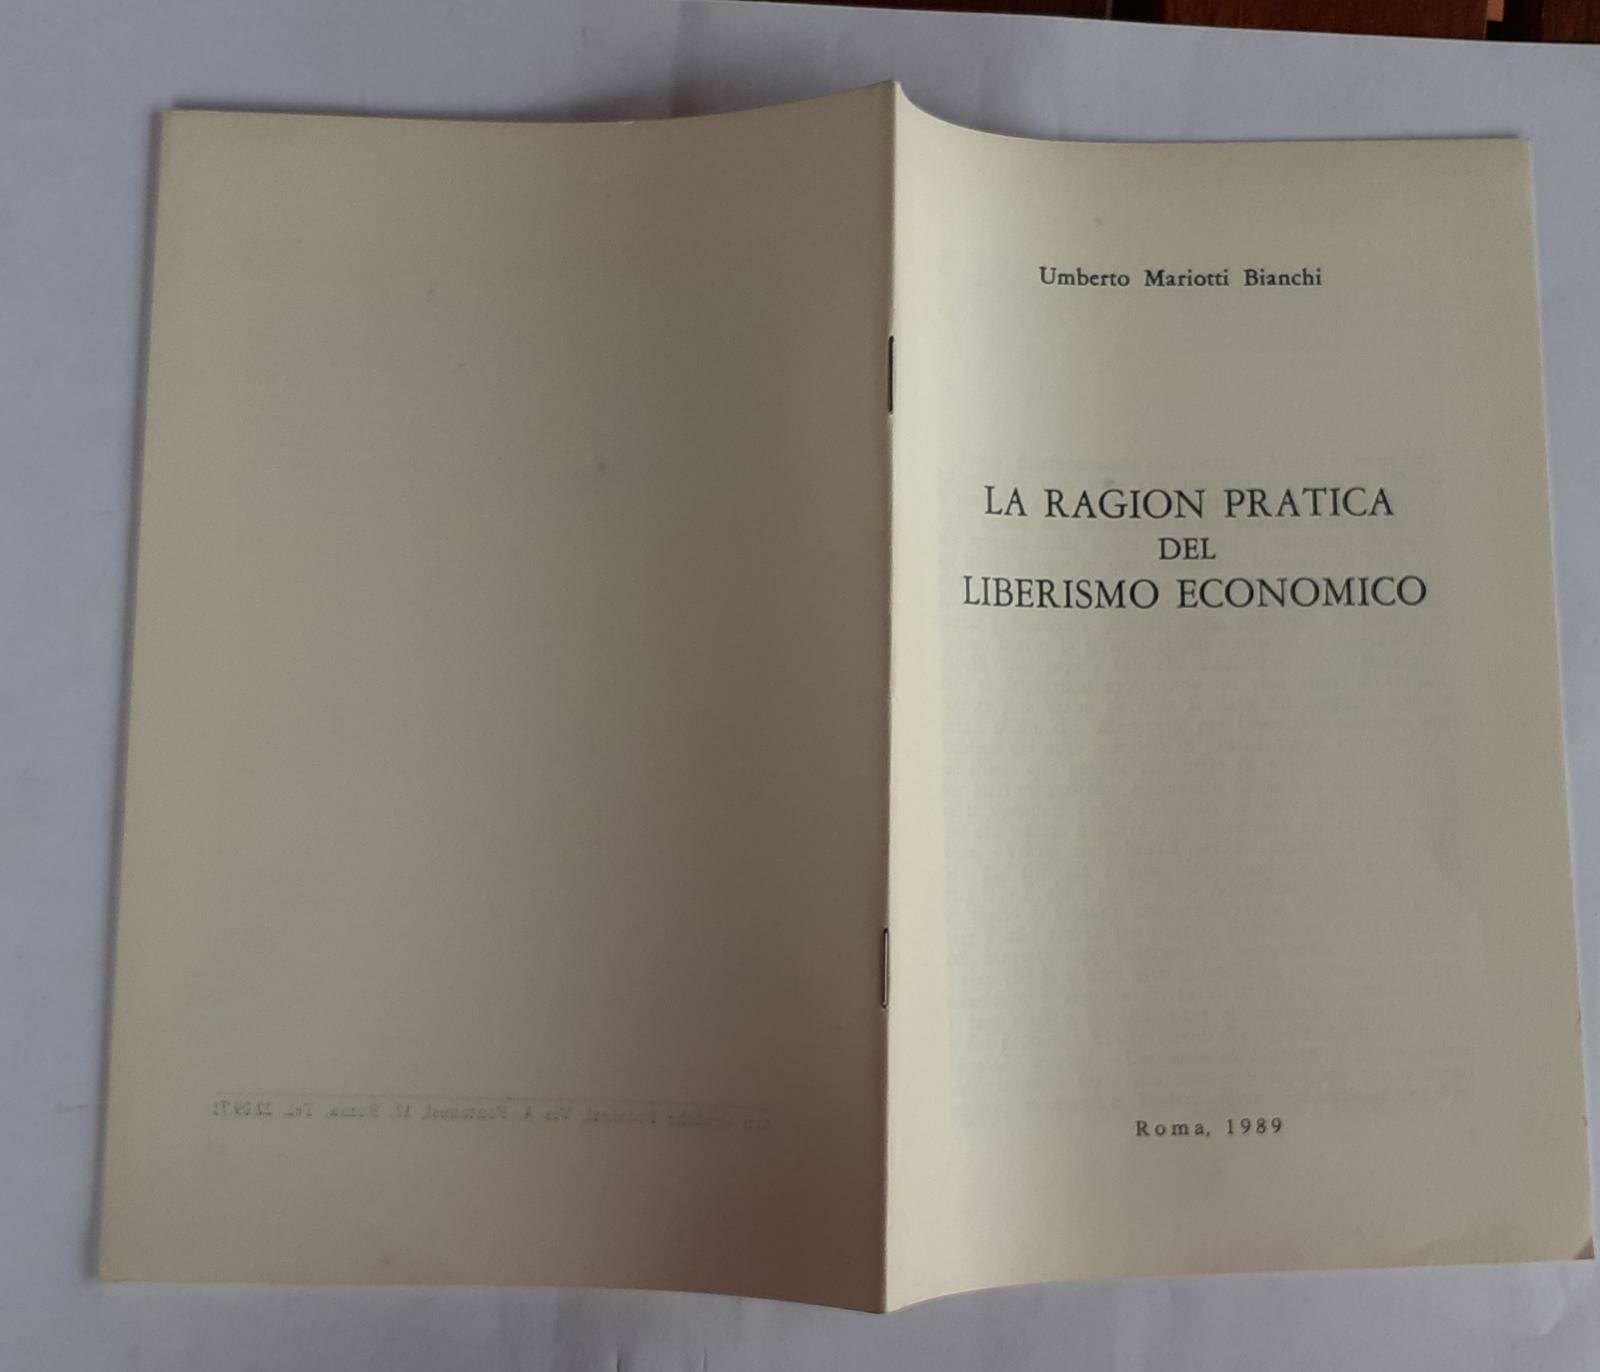 Umberto Mariotti Bianchi
LA RAGION PRATICA
DEL
LIBERISMO ECONOMICO
Roma, 1989